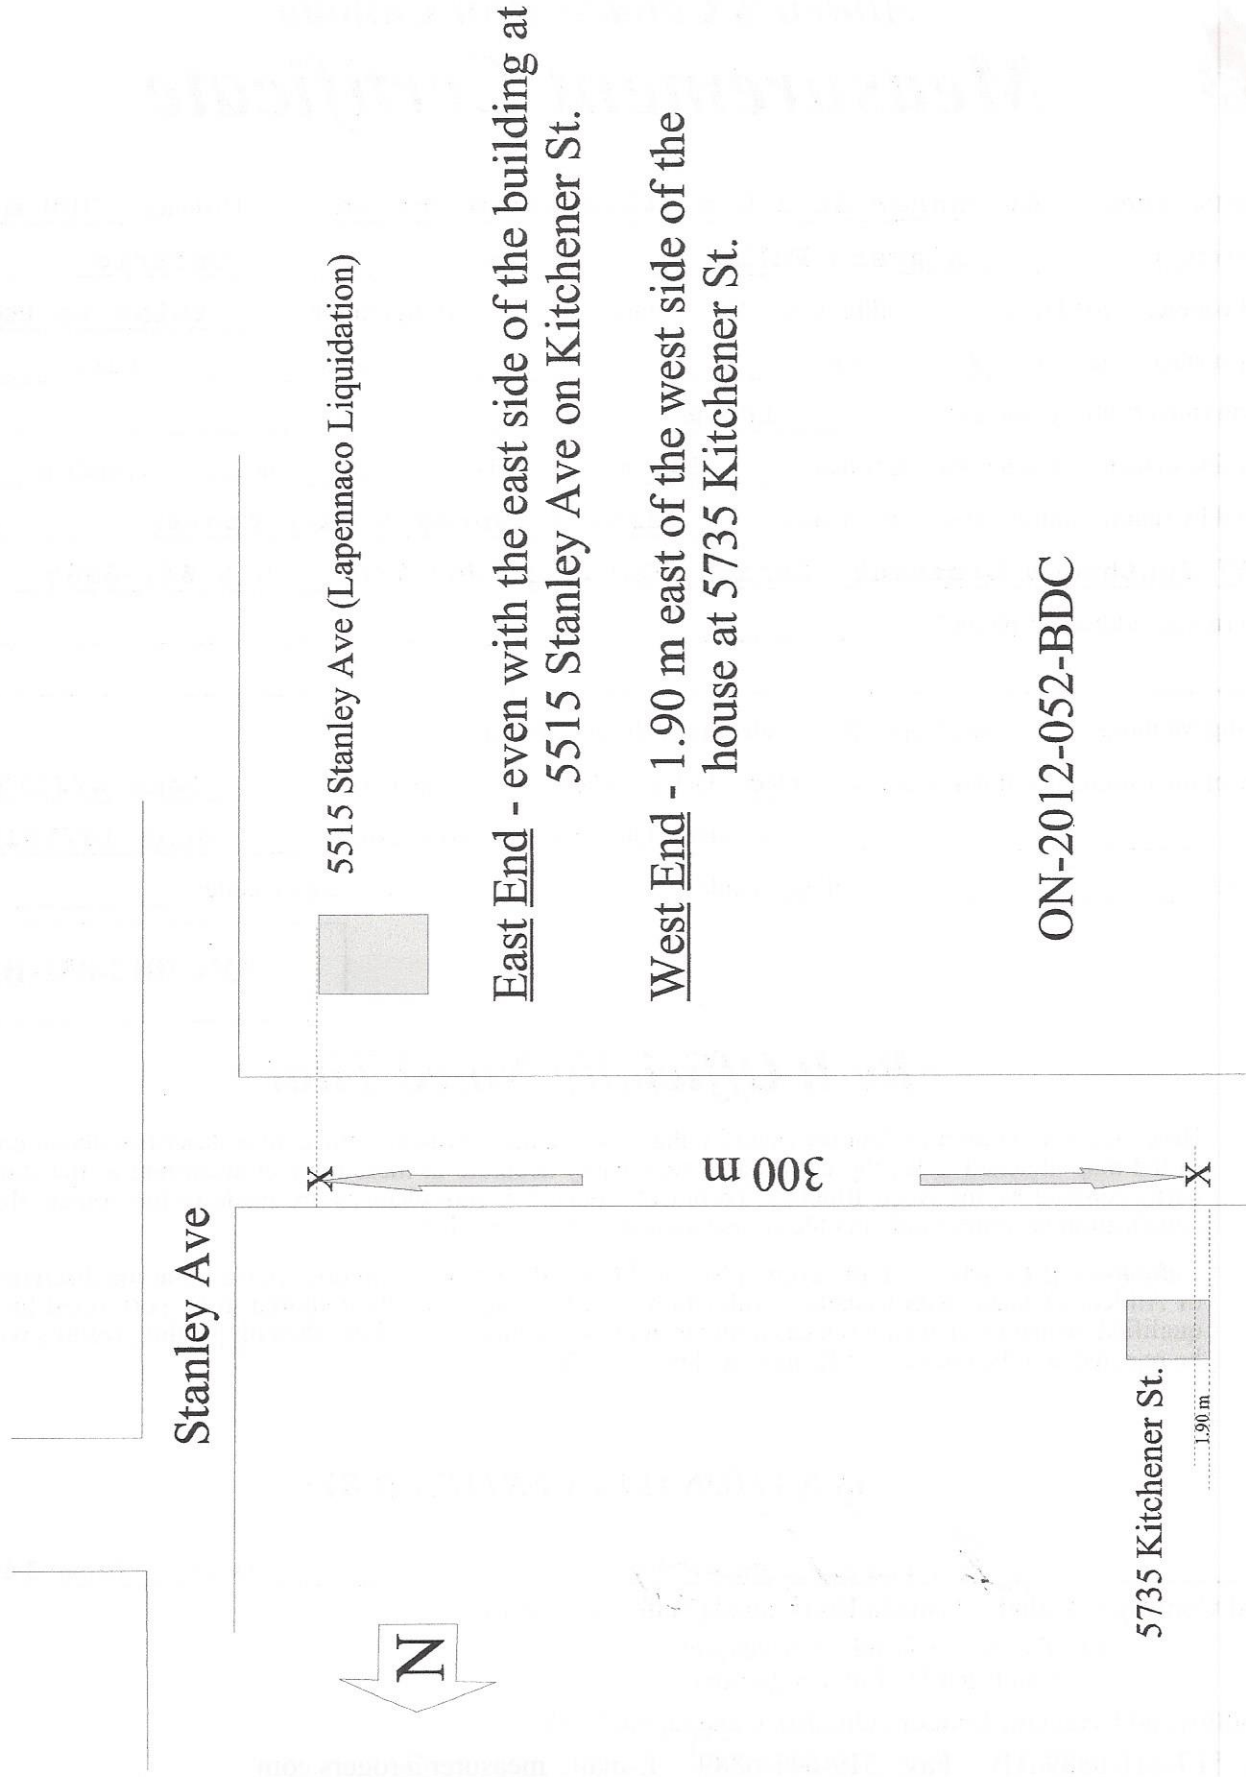 Stanley Ave
5515 Stanley Ave (Lapennaco Liquidation)
X
N
East End - even with the east side of the building at
5515 Stanley Ave on Kitchener St.
West End - 1.90 m east of the west side of the
house at 5735 Kitchener St.
300 m
ON-2012-052-BDC
5735 Kitchener St.
X
1.90 m